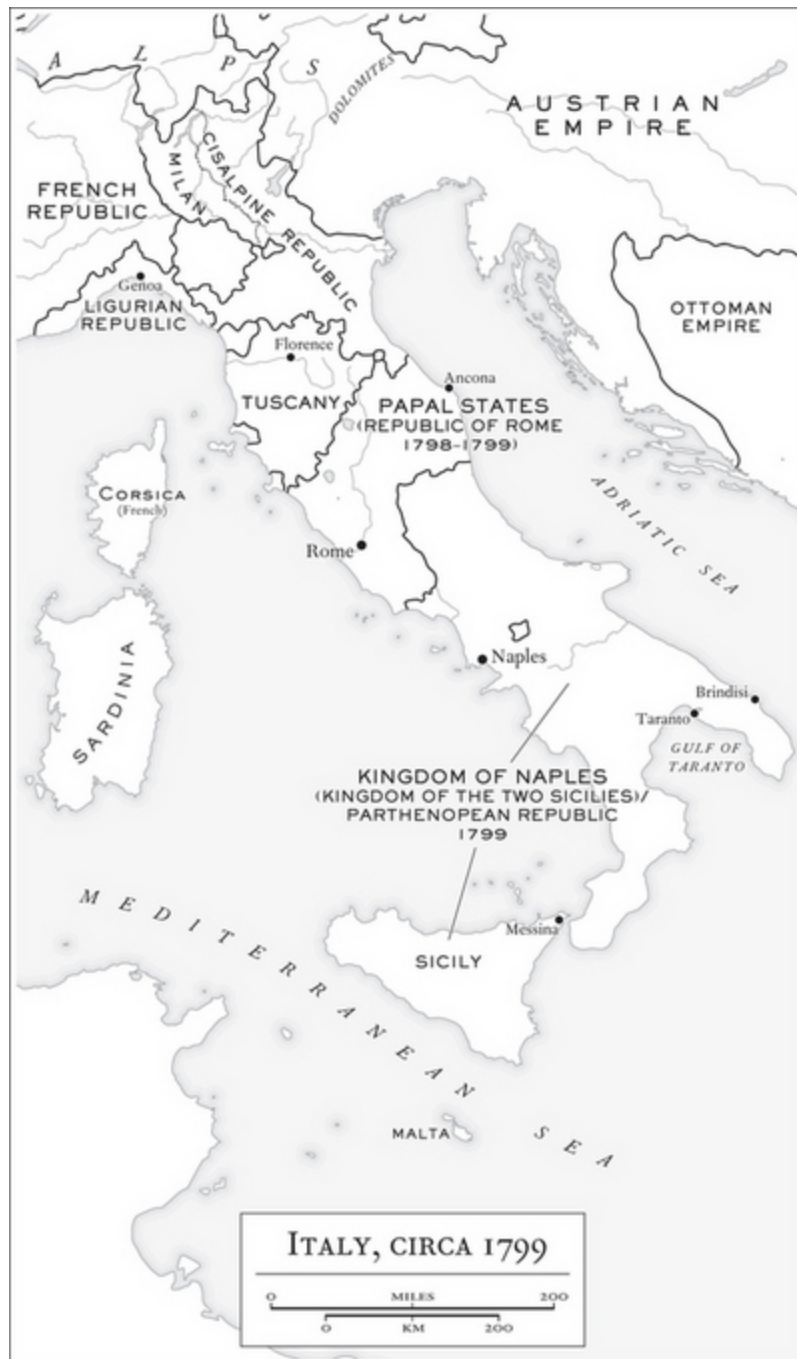 ALPS
DOLOMITES
AUSTRIAN
EMPIRE
MILAN
CISALPINE REPUBLIC
FRENCH
REPUBLIC
Genoa
LIGURIAN
REPUBLIC
OTTOMAN
EMPIRE
Florence
TUSCANY
Ancona
PAPAL STATES
(REPUBLIC OF ROME
1798–1799)
CORSICA
(French)
ADRIATIC SEA
Rome
SARDINIA
Naples
Brindisi
Taranto
GULF OF
TARANTO
KINGDOM OF NAPLES
(KINGDOM OF THE TWO SICILIES)/
PARTHENOPEAN REPUBLIC
1799
MEDITERRANEAN SEA
Messina
SICILY
MALTA
ITALY, CIRCA 1799
0 MILES 200
0 KM 200